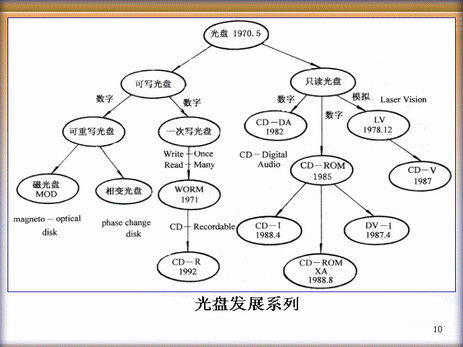 光盘 1970.5
可写光盘
只读光盘
数字
数字
数字
数字
模拟
Laser Vision
可重写光盘
一次写光盘
CD-DA
1982
LV
1978.12
Write-Once
Read-Many
CD-Digital
Audio
CD-ROM
1985
CD-V
1987
磁光盘
MOD
相变光盘
WORM
1971
magneto-optical
disk
phase change
disk
CD-Recordable
CD-I
1988.4
DV-I
1987.4
CD-R
1992
CD-ROM
XA
1988.8
光盘发展系列
10